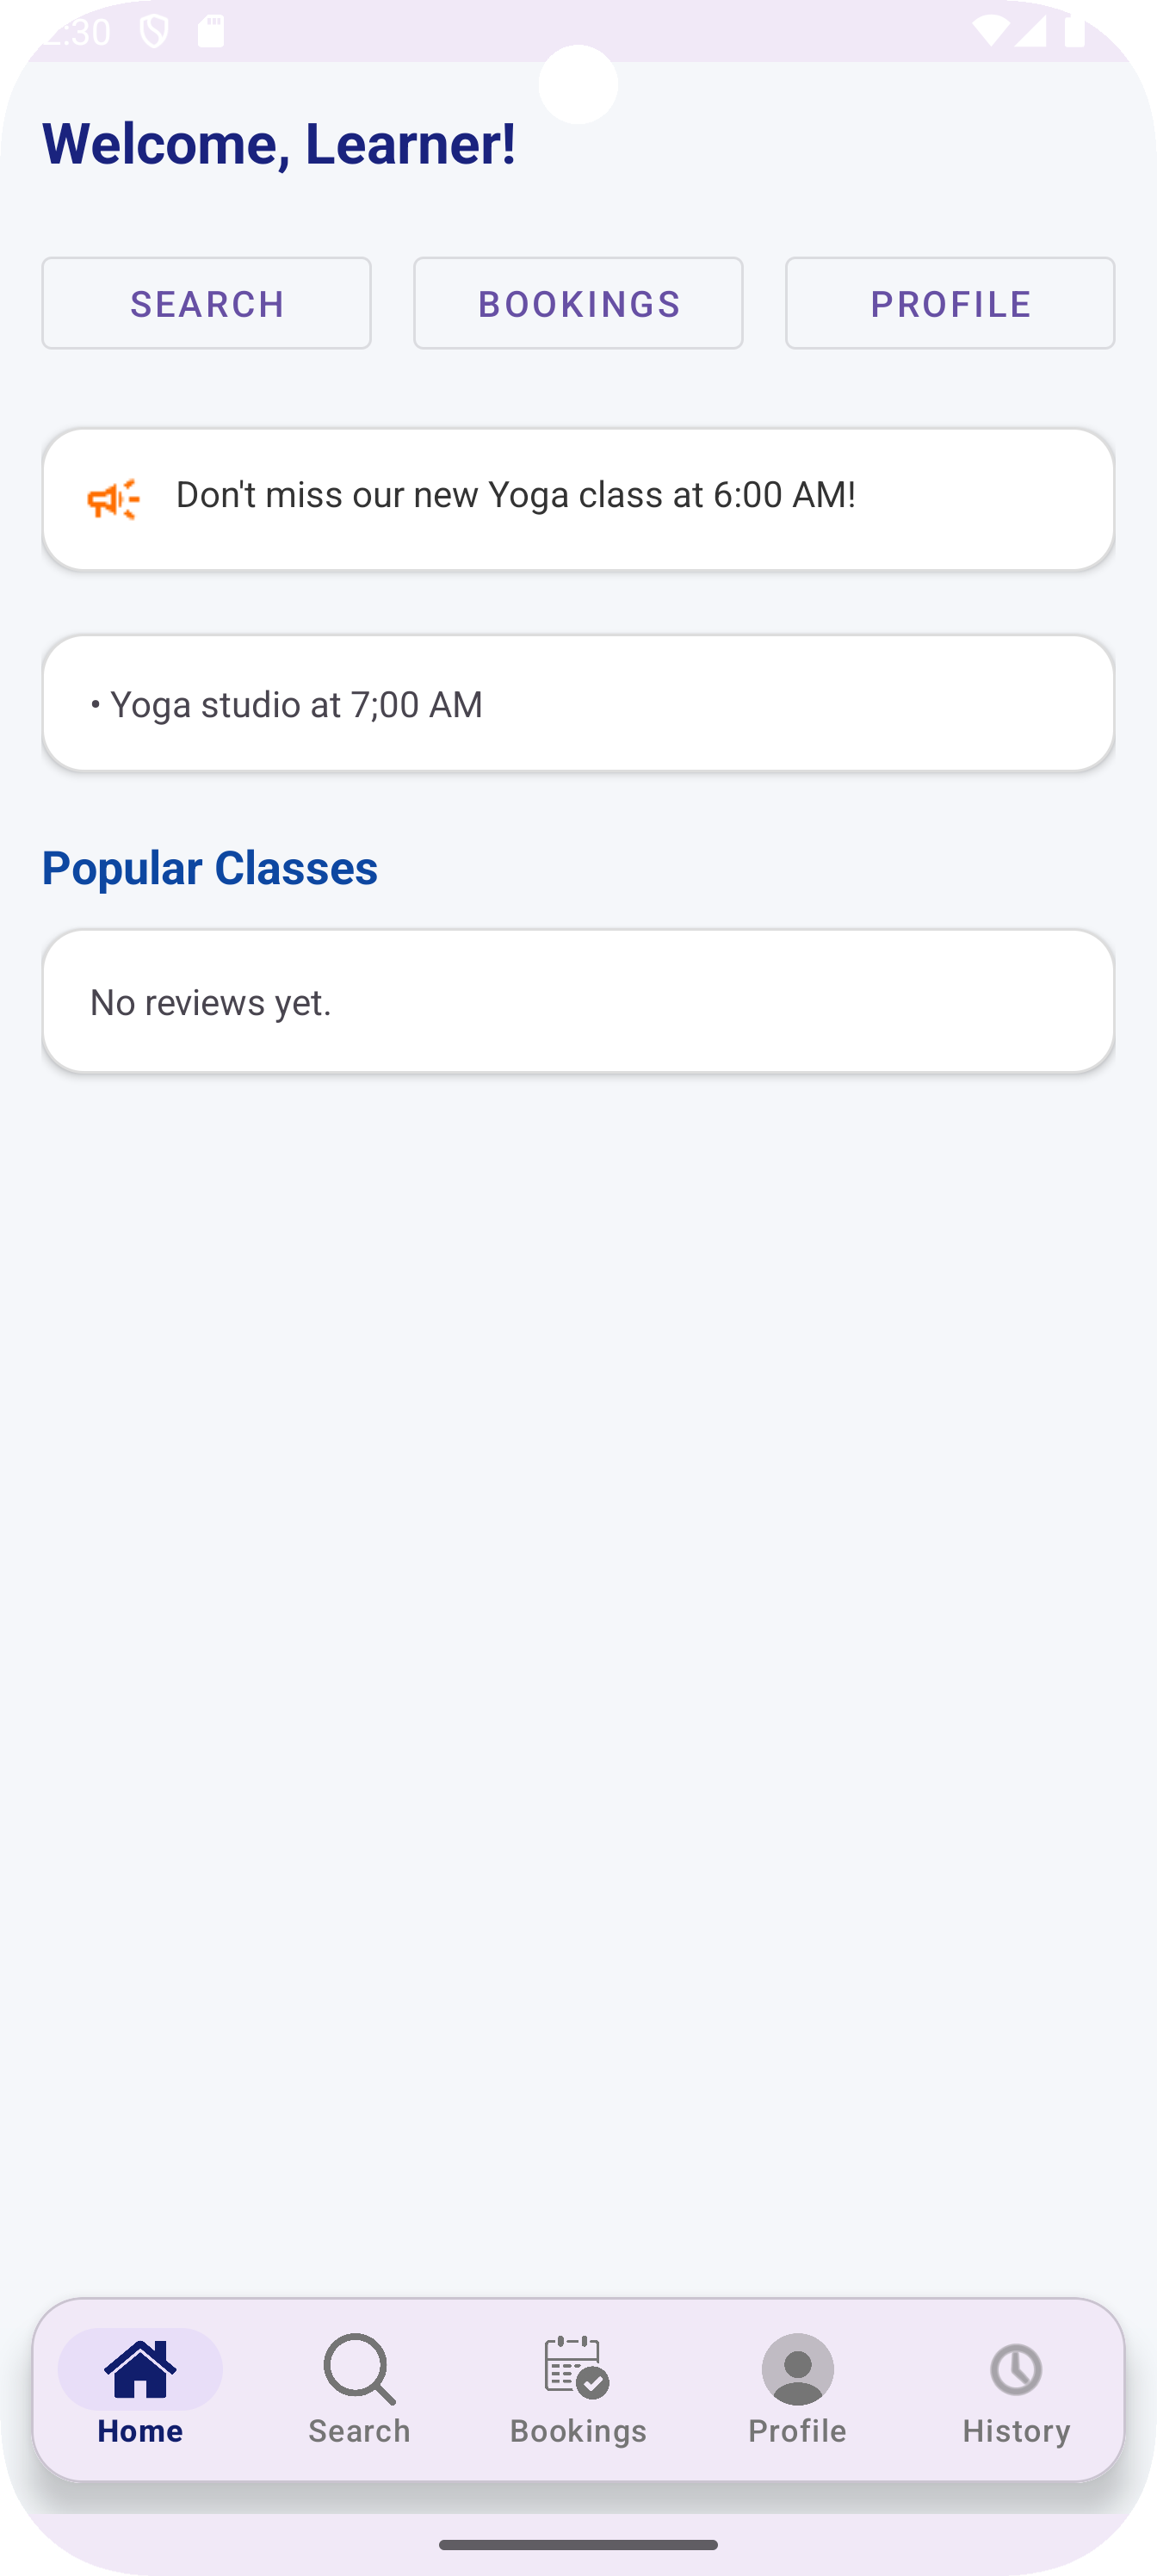 :30
Welcome, Learner!
SEARCH
BOOKINGS
PROFILE
Don't miss our new Yoga class at 6:00 AM!
• Yoga studio at 7;00 AM
Popular Classes
No reviews yet.
Home
Search
Bookings
Profile
History